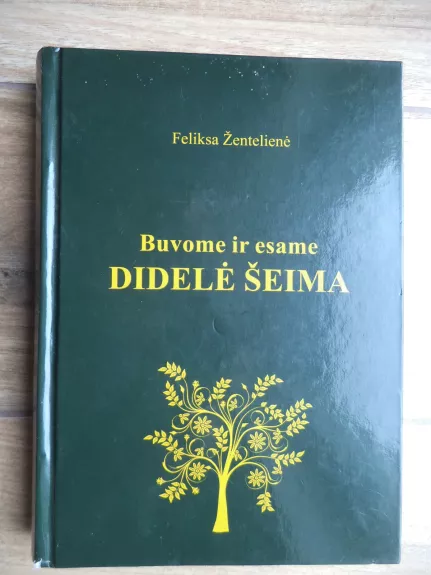 Feliksa Žentelienė
Buvome ir esame
DIDELĖ ŠEIMA